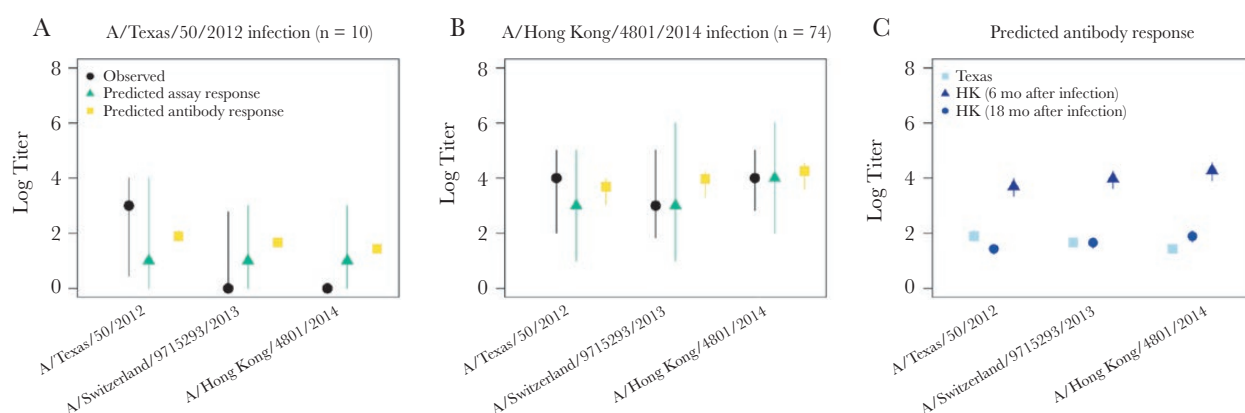 A
A/Texas/50/2012 infection (n = 10)
8
6
4
2
0
Log Titer
Observed
Predicted assay response
Predicted antibody response
A/Texas/50/2012
A/Switzerland/9715293/2013
A/Hong Kong/4801/2014
B
A/Hong Kong/4801/2014 infection (n = 74)
8
6
4
2
0
Log Titer
A/Texas/50/2012
A/Switzerland/9715293/2013
A/Hong Kong/4801/2014
C
Predicted antibody response
8
6
4
2
0
Log Titer
Texas
HK (6 mo after infection)
HK (18 mo after infection)
A/Texas/50/2012
A/Switzerland/9715293/2013
A/Hong Kong/4801/2014